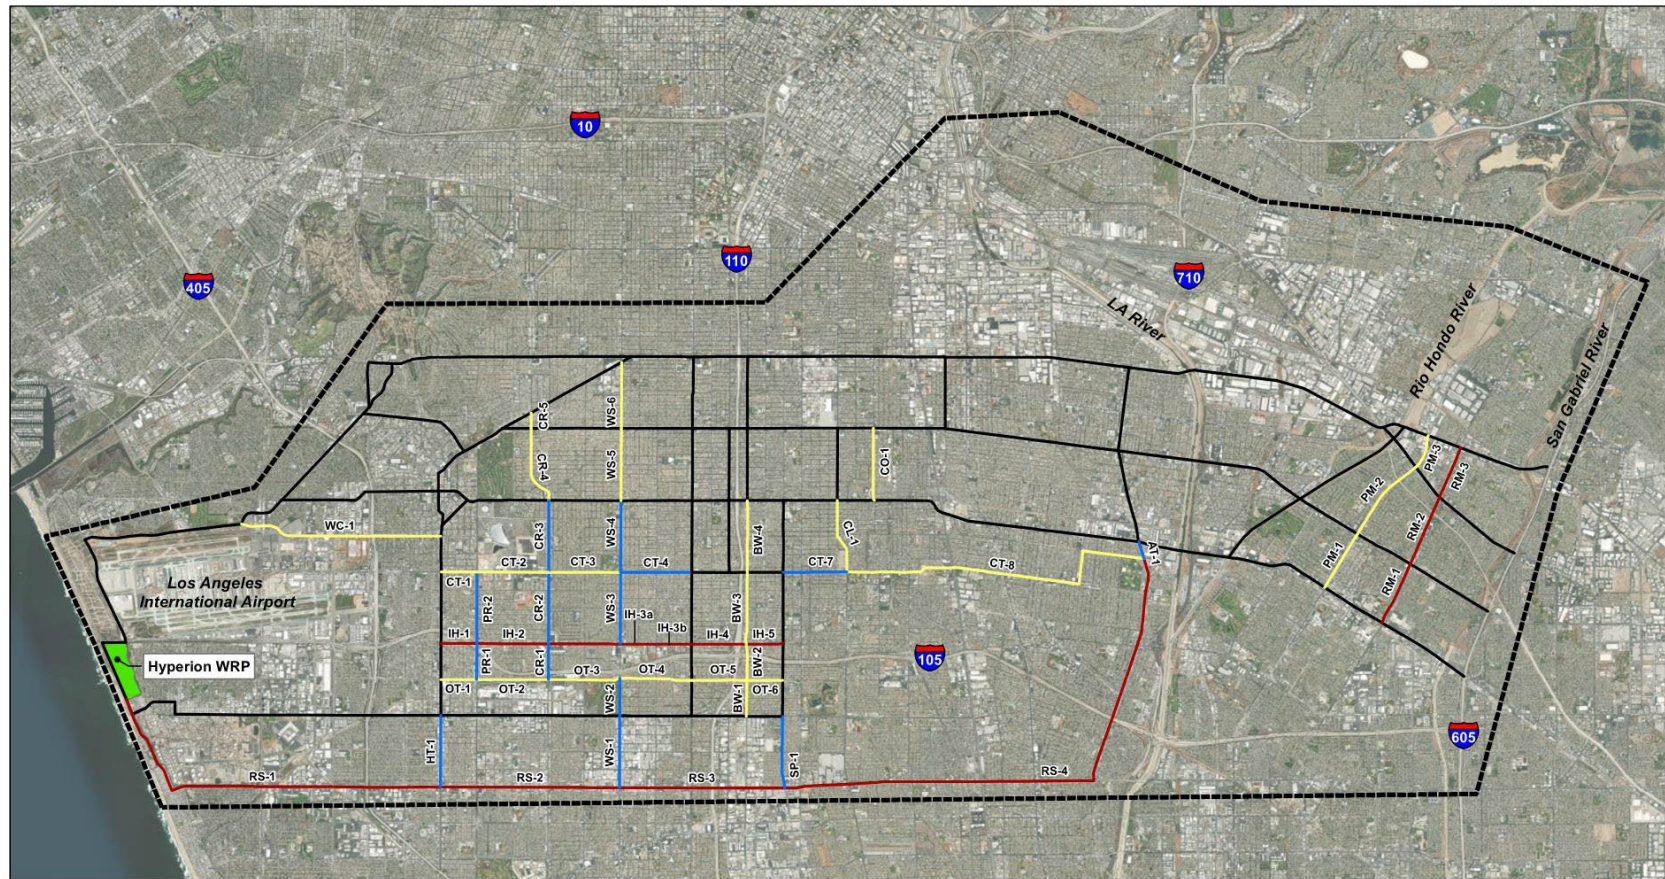 10
110
405
710
LA River
Rio Hondo River
San Gabriel River
CR-5
WS-6
CR-4
WS-5
CO-1
PM-3
RM-3
PM-2
WC-1
CR-3
WS-4
BW-4
CL-1
RM-2
AT-1
PM-1
CT-2
CT-3
CT-4
CT-7
CT-8
CT-1
RM-1
Los Angeles
International Airport
PR-2
CR-2
WS-3
BW-3
IH-3a
IH-3b
IH-1
IH-2
IH-4
IH-5
Hyperion WRP
PR-1
CR-1
OT-3
OT-4
OT-5
BW-2
105
OT-1
OT-2
WS-2
BW-1
OT-6
605
HT-1
WS-1
SP-1
RS-1
RS-2
RS-3
RS-4